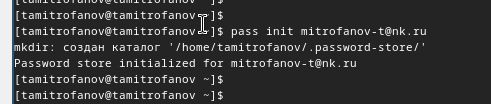 [tamitrofanov@tamitrofanov ~]$
[tamitrofanov@tamitrofanov ~]$ pass init mitrofanov-t@nk.ru
mkdir: создан каталог '/home/tamitrofanov/.password-store/'
Password store initialized for mitrofanov-t@nk.ru
[tamitrofanov@tamitrofanov ~]$
[tamitrofanov@tamitrofanov ~]$